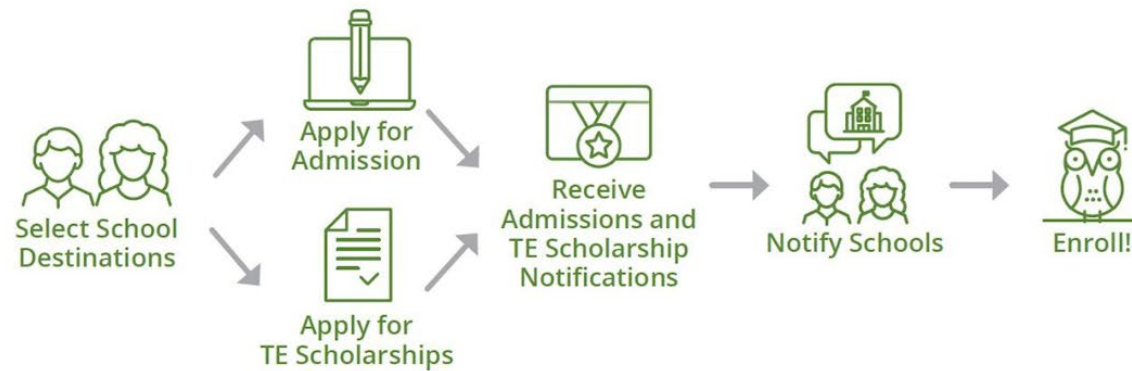 Select School
Destinations
Apply for
Admission
Apply for
TE Scholarships
Receive
Admissions and
TE Scholarship
Notifications
Notify Schools
Enroll!